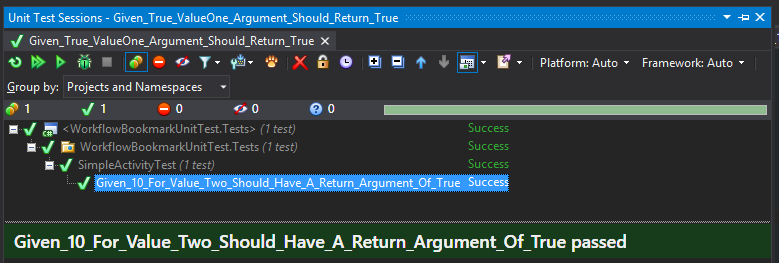 Unit Test Sessions - Given_True_ValueOne_Argument_Should_Return_True
Given_True_ValueOne_Argument_Should_Return_True
Platform: Auto Framework: Auto
Group by: Projects and Namespaces
1 1 0 0 0
<WorkflowBookmarkUnitTest.Tests> (1 test) Success
WorkflowBookmarkUnitTest.Tests (1 test) Success
SimpleActivityTest (1 test) Success
Given_10_For_Value_Two_Should_Have_A_Return_Argument_Of_True Success
Given_10_For_Value_Two_Should_Have_A_Return_Argument_Of_True passed